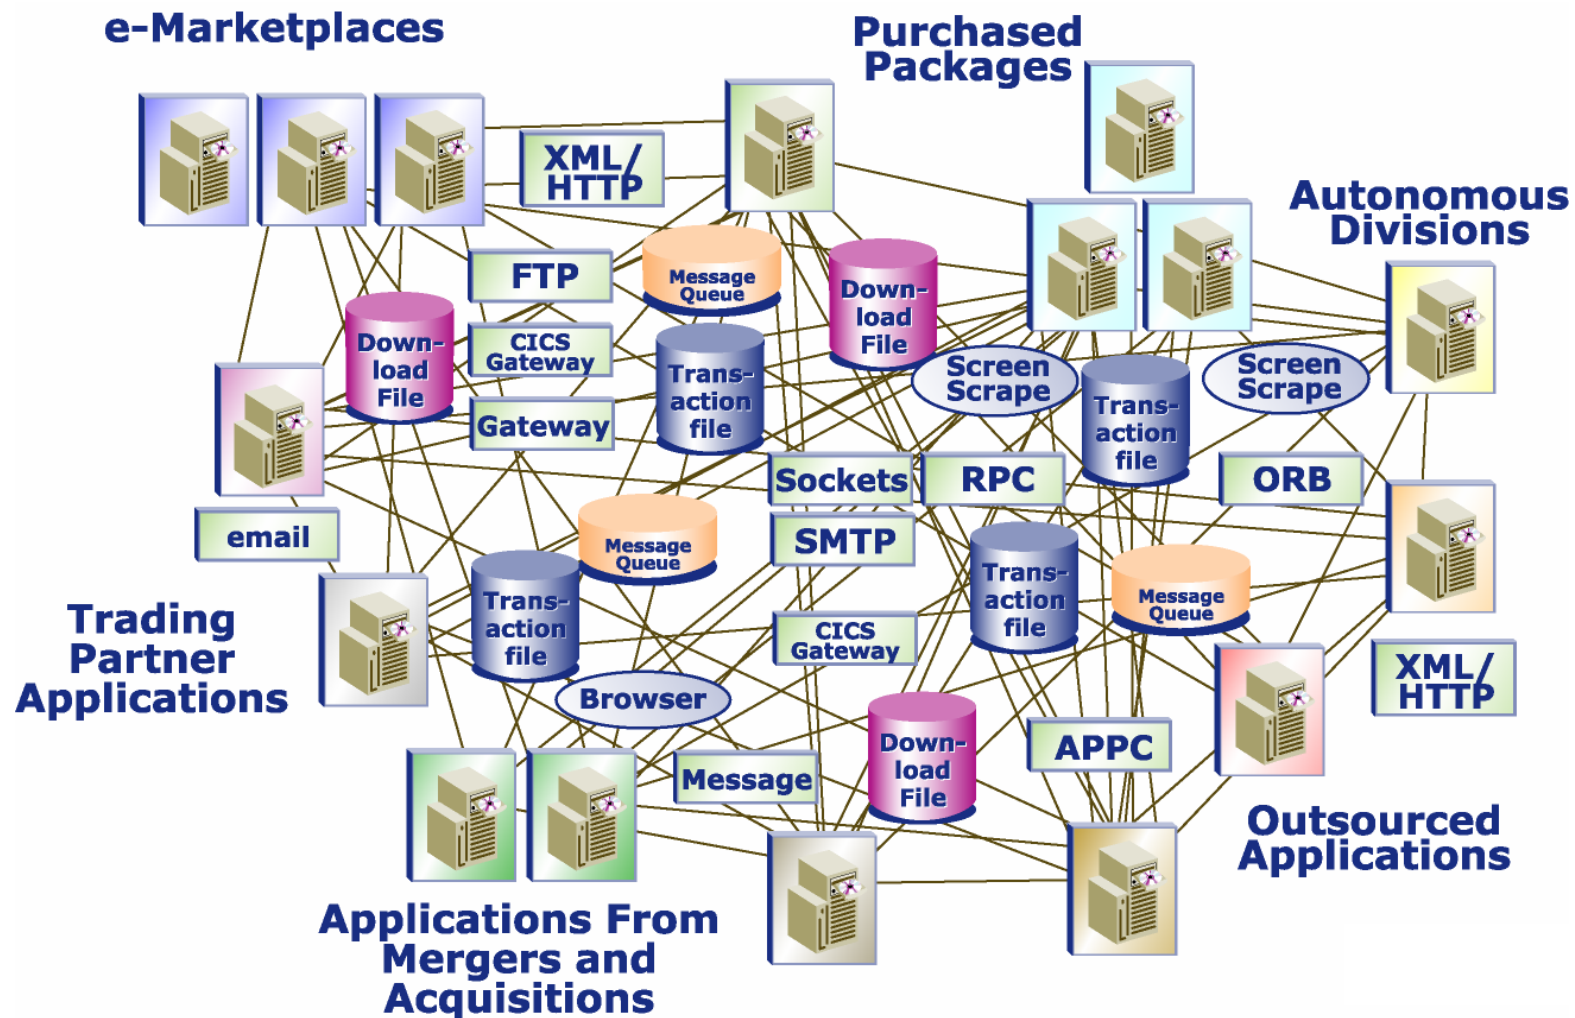 e-Marketplaces
Purchased
Packages
XML/
HTTP
Autonomous
Divisions
FTP
Message
Queue
Down-
load
File
Down-
load
File
CICS
Gateway
Trans-
action
file
Screen
Scrape
Screen
Scrape
Trans-
action
file
Gateway
Sockets
RPC
ORB
email
Message
Queue
SMTP
Trans-
action
file
Trans-
action
file
Message
Queue
Trading
Partner
Applications
CICS
Gateway
XML/
HTTP
Browser
Down-
load
File
APPC
Message
Outsourced
Applications
Applications From
Mergers and
Acquisitions